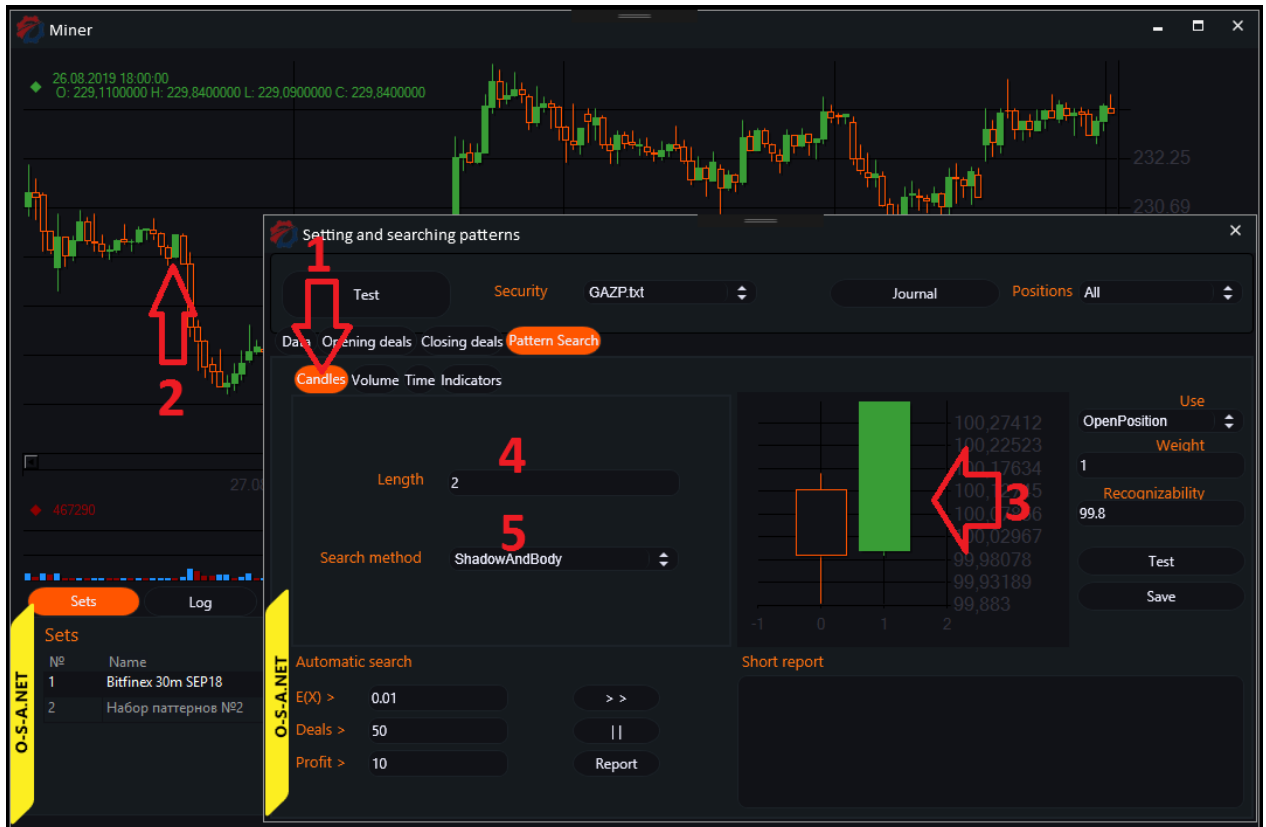 Miner
26.08.2019 18:00:00
O: 229,1100000 H: 229,8400000 L: 229,0900000 C: 229,8400000
232.25
230.69
Setting and searching patterns
1
Test
Security
GAZP.txt
Journal
Positions
All
Data
Opening deals
Closing deals
Pattern Search
2
Candles
Volume
Time
Indicators
Length
2
4
Search method
ShadowAndBody
5
100,27412
100,22523
100,17634
3
99,98078
99,93189
99,883
-1
0
1
2
Use
OpenPosition
Weight
1
Recognizability
99.8
Test
Save
27.08
467290
Sets
Log
Sets
№
Name
1
Bitfinex 30m SEP18
2
Набор паттернов №2
O-S-A.NET
O-S-A.NET
Automatic search
E(X) >
0.01
> >
Deals >
50
||
Profit >
10
Report
Short report